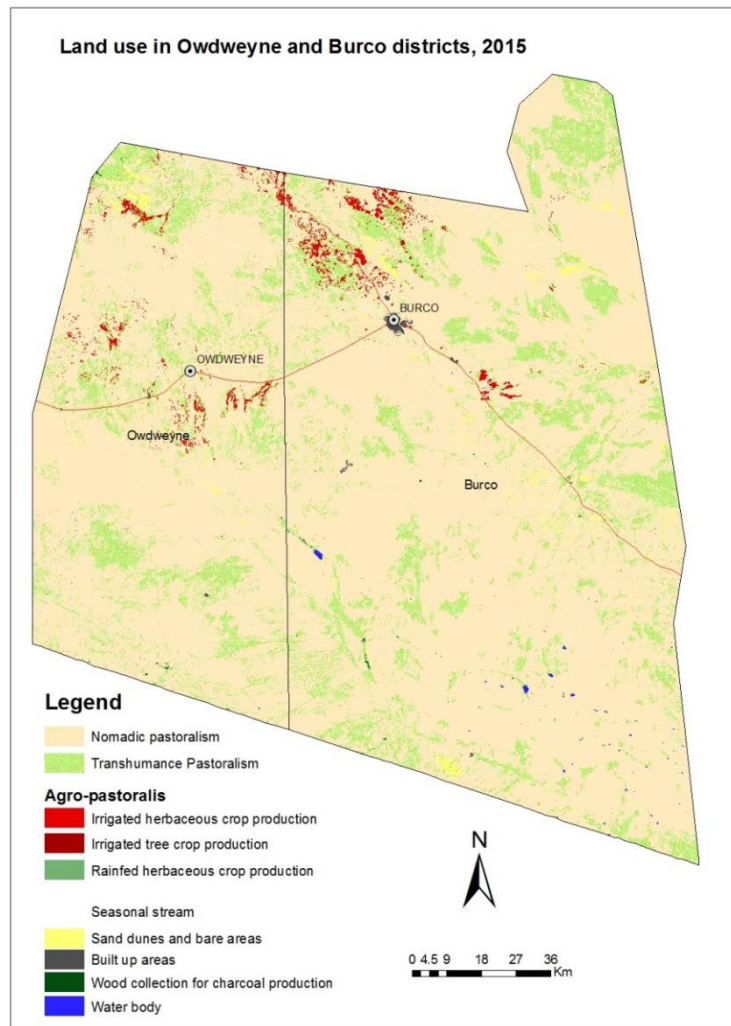 Land use in Owdweyne and Burco districts, 2015
BURCO
OWDWEYNE
Owdweyne
Burco
Legend
Nomadic pastoralism
Transhumance Pastoralism
Agro-pastoralis
Irrigated herbaceous crop production
Irrigated tree crop production
Rainfed herbaceous crop production
Seasonal stream
Sand dunes and bare areas
Built up areas
Wood collection for charcoal production
Water body
N
0 4.5 9 18 27 36
Km